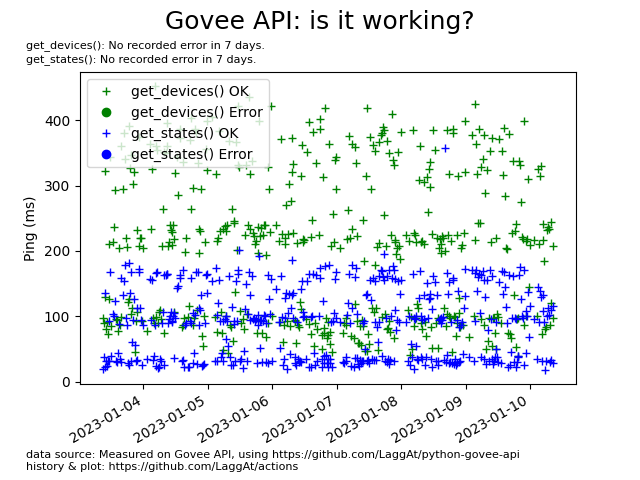 Govee API: is it working?
get_devices(): No recorded error in 7 days.
get_states(): No recorded error in 7 days.
get_devices() OK
get_devices() Error
get_states() OK
get_states() Error
Ping (ms)
400
300
200
100
0
2023-01-04
2023-01-05
2023-01-06
2023-01-07
2023-01-08
2023-01-09
2023-01-10
data source: Measured on Govee API, using https://github.com/LaggAt/python-govee-api
history & plot: https://github.com/LaggAt/actions